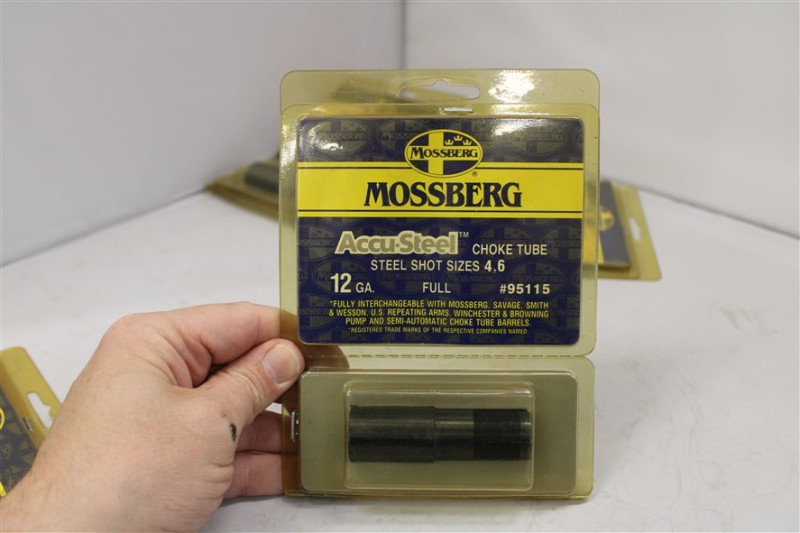 MOSSBERG
®
MOSSBERG
Accu-Steel™ CHOKE TUBE
STEEL SHOT SIZES 4,6
12 GA. FULL #95115
*FULLY INTERCHANGEABLE WITH MOSSBERG, SAVAGE, SMITH
& WESSON, U.S. REPEATING ARMS, WINCHESTER & BROWNING
PUMP AND SEMI-AUTOMATIC CHOKE TUBE BARRELS.
*REGISTERED TRADE MARKS OF THE RESPECTIVE COMPANIES NAMED.